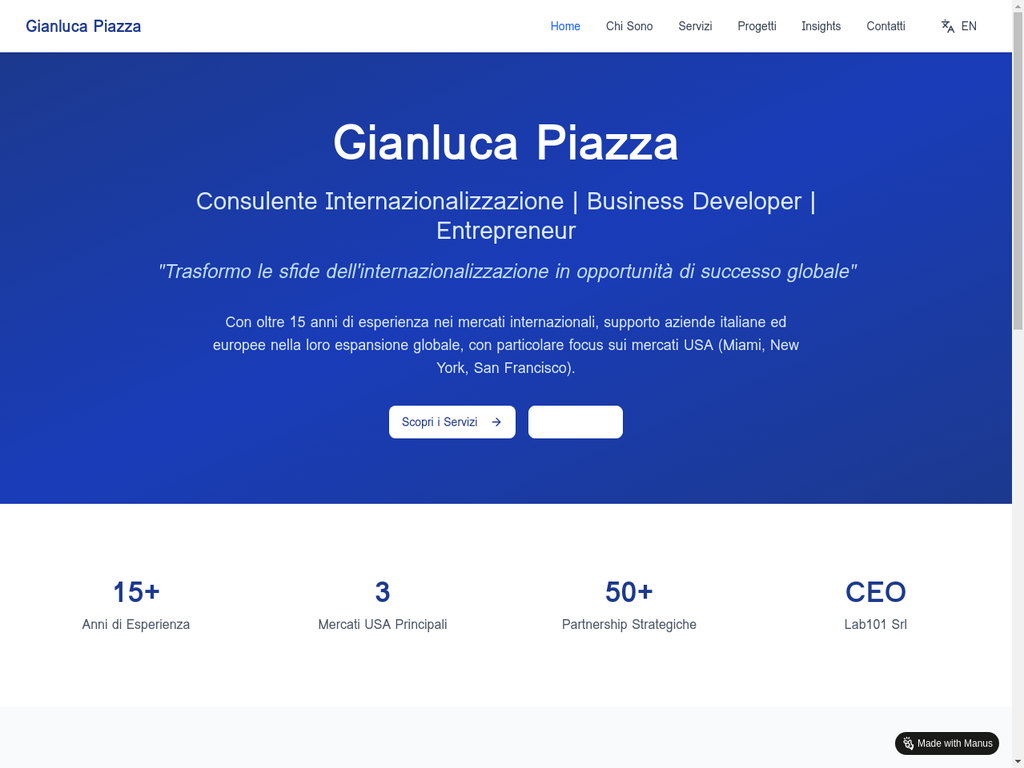 Gianluca Piazza
Home
Chi Sono
Servizi
Progetti
Insights
Contatti
EN
Gianluca Piazza
Consulente Internazionalizzazione | Business Developer |
Entrepreneur
"Trasformo le sfide dell'internazionalizzazione in opportunità di successo globale"
Con oltre 15 anni di esperienza nei mercati internazionali, supporto aziende italiane ed
europee nella loro espansione globale, con particolare focus sui mercati USA (Miami, New
York, San Francisco).
Scopri i Servizi
15+
Anni di Esperienza
3
Mercati USA Principali
50+
Partnership Strategiche
CEO
Lab101 Srl
Made with Manus